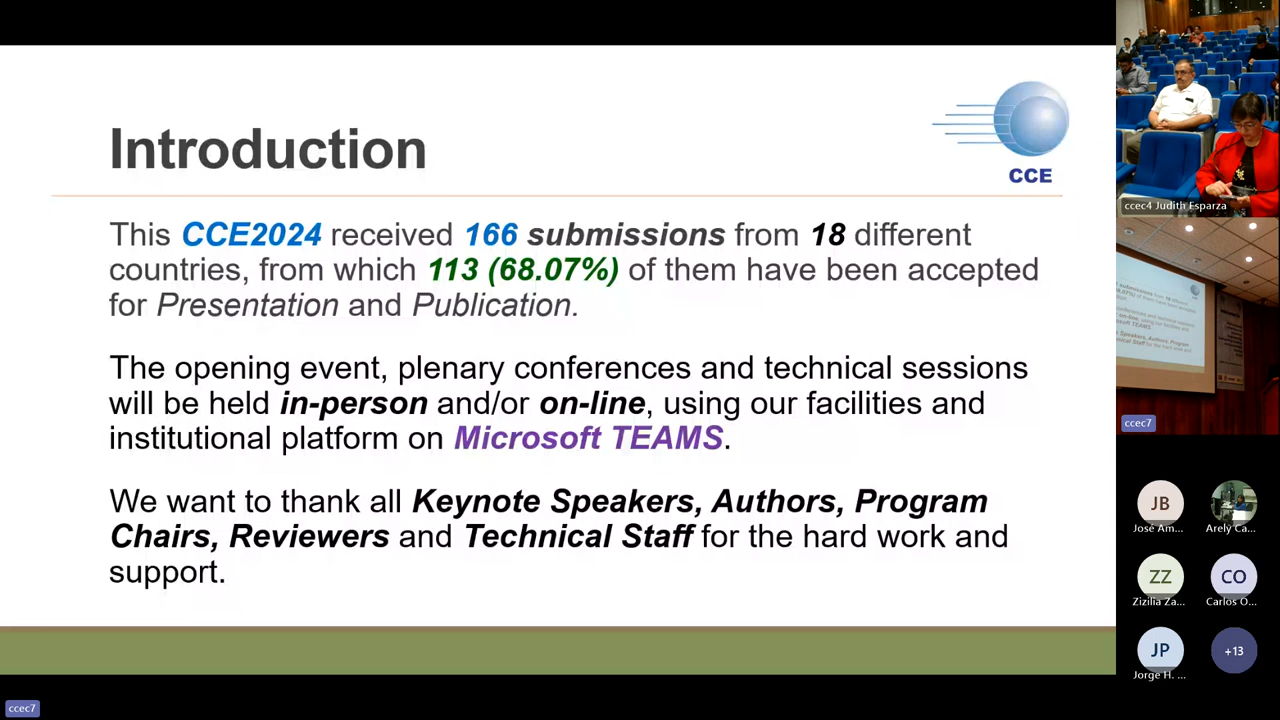 Introduction
CCE
This CCE2024 received 166 submissions from 18 different
countries, from which 113 (68.07%) of them have been accepted
for Presentation and Publication.
The opening event, plenary conferences and technical sessions
will be held in-person and/or on-line, using our facilities and
institutional platform on Microsoft TEAMS.
We want to thank all Keynote Speakers, Authors, Program
Chairs, Reviewers and Technical Staff for the hard work and
support.
ccec7
ccec4 Judith Esparza
ccec7
JB
José Am...
Arely Ca...
ZZ
Zizilia Za...
CO
Carlos O...
JP
Jorge H. ...
+13